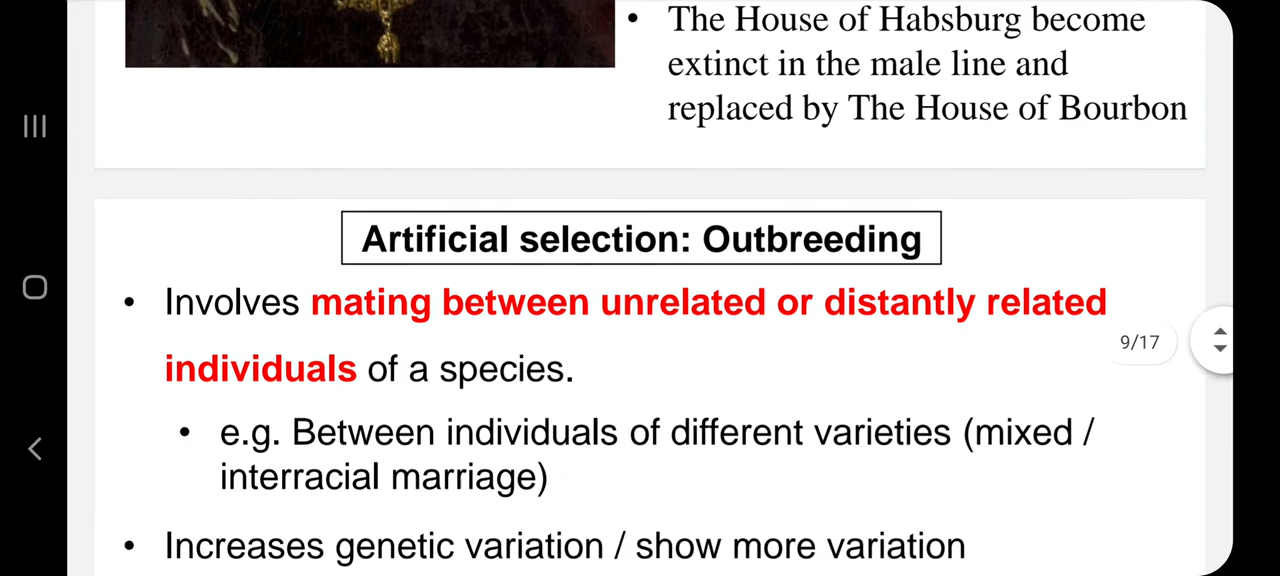 • The House of Habsburg become
extinct in the male line and
replaced by The House of Bourbon
Artificial selection: Outbreeding
• Involves mating between unrelated or distantly related
individuals of a species.
9/17
• e.g. Between individuals of different varieties (mixed /
interracial marriage)
• Increases genetic variation / show more variation